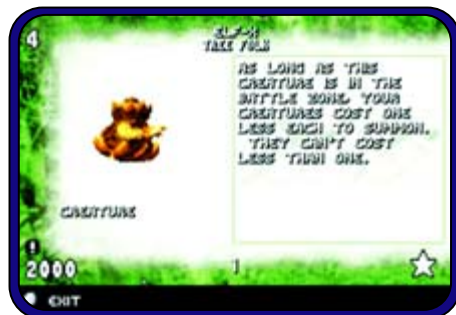 4
ELF-X
TREE FOLK
AS LONG AS THIS
CREATURE IS IN THE
BATTLE ZONE, YOUR
CREATURES COST ONE
LESS EACH TO SUMMON.
THEY CAN'T COST
LESS THAN ONE.
CREATURE
2000
1
EXIT